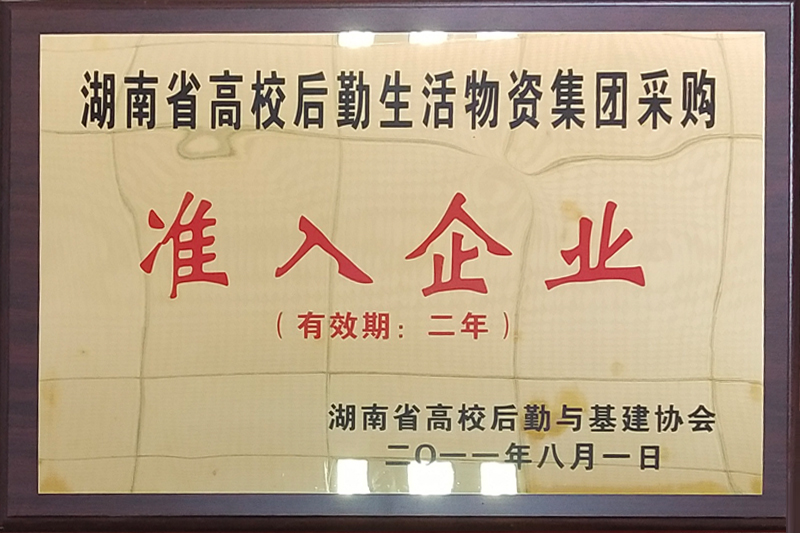 湖南省高校后勤生活物资集团采购
准入企业
（有效期：二年）
湖南省高校后勤与基建协会
二〇一一年八月一日